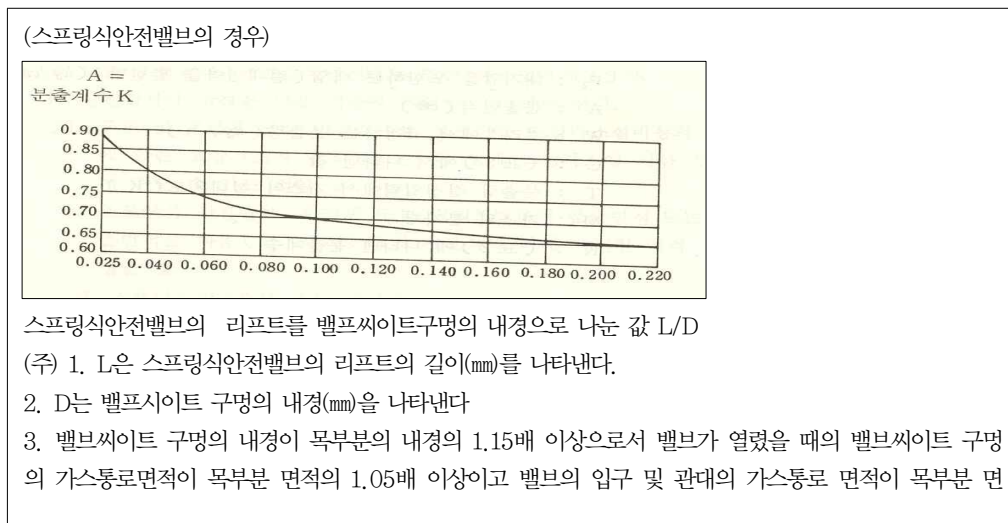 (스프링식안전밸브의 경우)
A =
분출계수 K
0.90
0.85
0.80
0.75
0.70
0.65
0.60
0.025 0.040 0.060 0.080 0.100 0.120 0.140 0.160 0.180 0.200 0.220
스프링식안전밸브의 리프트를 밸프씨이트구멍의 내경으로 나눈 값 L/D
(주) 1. L은 스프링식안전밸브의 리프트의 길이(㎜)를 나타낸다.
2. D는 밸프시이트 구멍의 내경(㎜)을 나타낸다
3. 밸브씨이트 구멍의 내경이 목부분의 내경의 1.15배 이상으로서 밸브가 열렸을 때의 밸브씨이트 구멍
의 가스통로면적이 목부분 면적의 1.05배 이상이고 밸브의 입구 및 관대의 가스통로 면적이 목부분 면